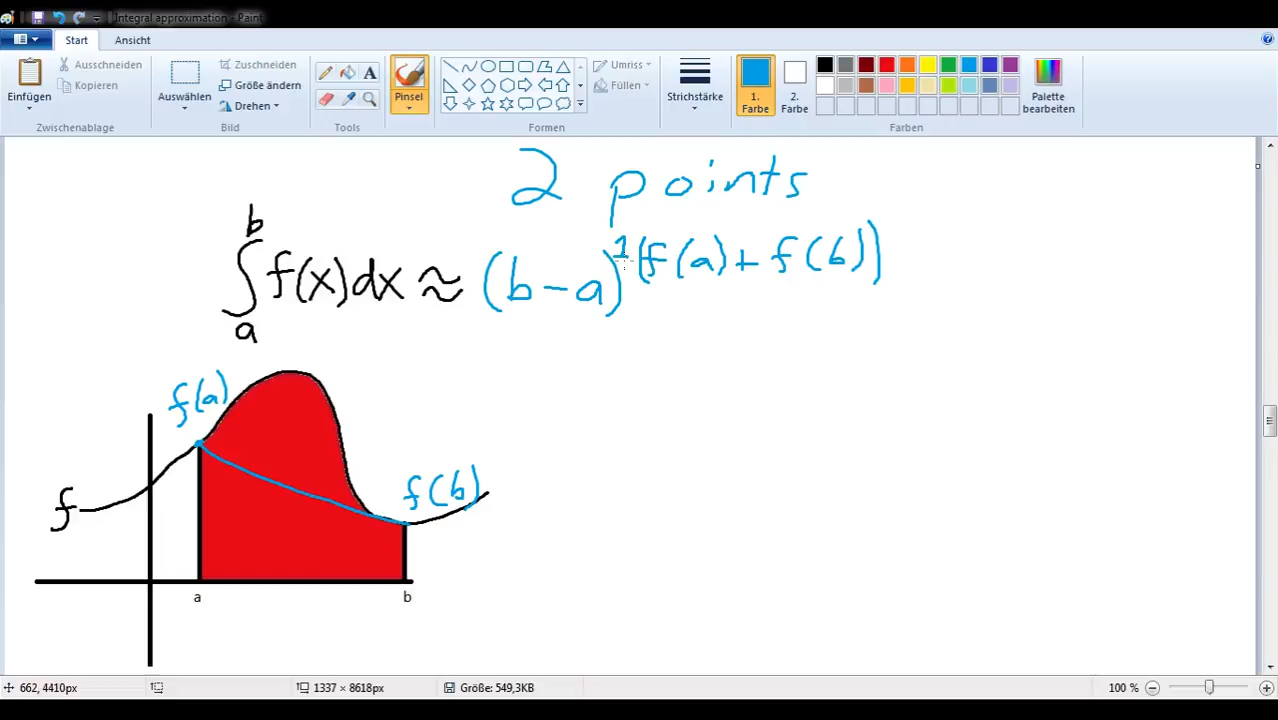 Integral approximation - Paint
Start Ansicht
Einfügen
Ausschneiden
Kopieren
Zwischenablage
Auswählen
Zuschneiden
Größe ändern
Drehen
Bild
A
Tools
Pinsel
Formen
Umriss
Füllen
Strichstärke
1. Farbe
2. Farbe
Palette bearbeiten
Farben
2 points
∫_a^b f(x)dx ≈ (b-a) 1 (f(a) + f(b))
f(a)
f
f(b)
a b
662, 4410px 1337 × 8618px Größe: 549,3KB 100 %